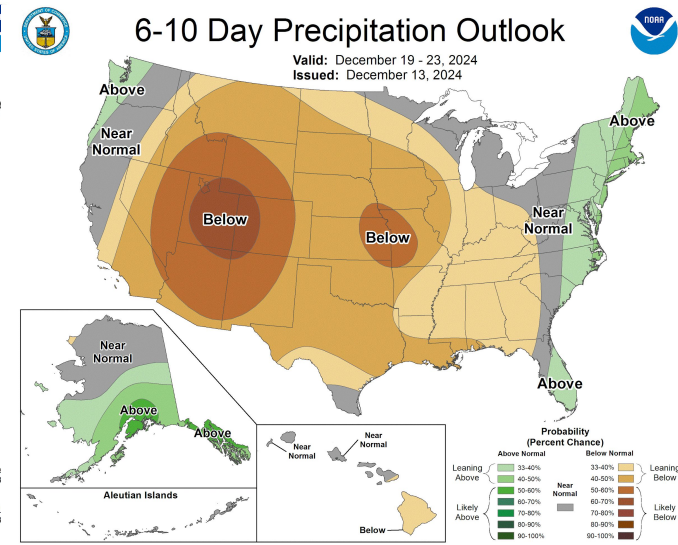 6-10 Day Precipitation Outlook
Valid: December 19 - 23, 2024
Issued: December 13, 2024
NOAA
Above
Near
Normal
Below
Below
Near
Normal
Above
Above
Near
Normal
Above
Above
Aleutian Islands
Near
Normal
Near
Normal
Below
Probability
(Percent Chance)
Above Normal
Below Normal
Leaning
Above
33-40%
40-50%
50-60%
60-70%
70-80%
80-90%
90-100%
Likely
Above
Near
Normal
33-40%
40-50%
50-60%
60-70%
70-80%
80-90%
90-100%
Leaning
Below
Likely
Below